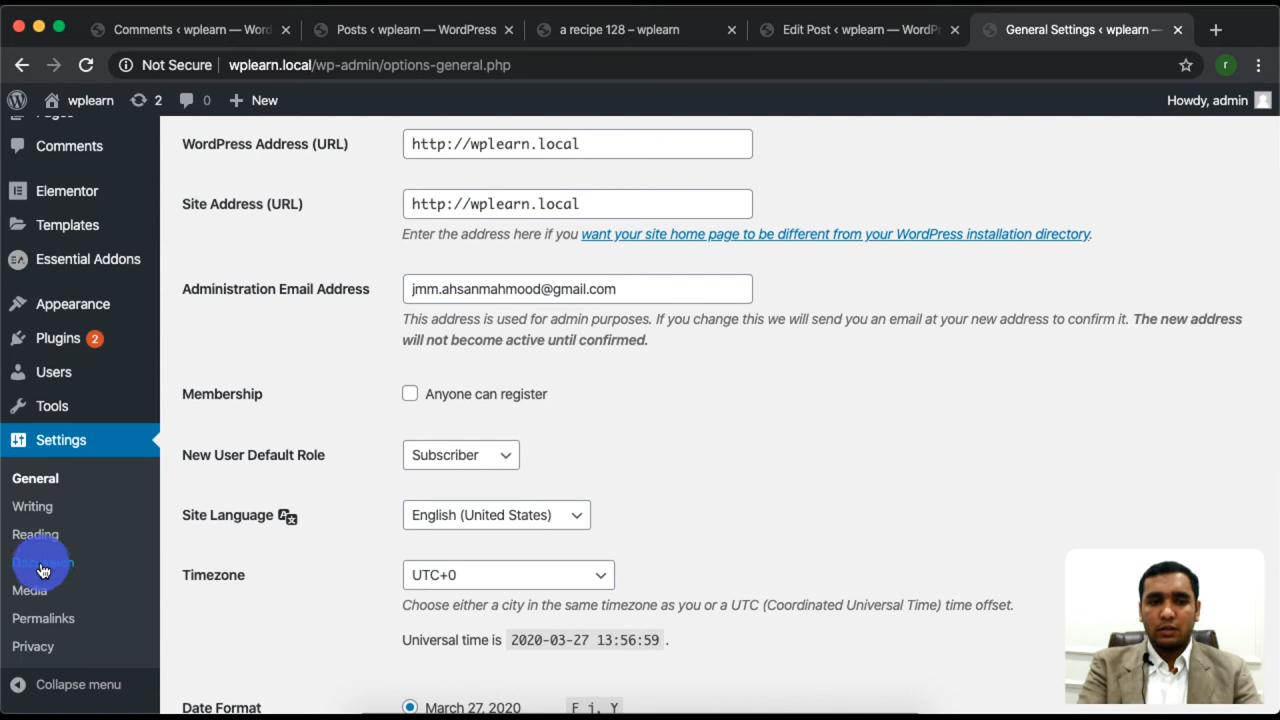 Comments ‹ wplearn — Word
Posts ‹ wplearn — WordPress
a recipe 128 – wplearn
Edit Post ‹ wplearn — WordPr
General Settings ‹ wplearn —
Not Secure
wplearn.local/wp-admin/options-general.php
r
wplearn
2
0
New
Howdy, admin
Pages
Comments
Elementor
Templates
Essential Addons
Appearance
Plugins 2
Users
Tools
Settings
General
Writing
Reading
Discussion
Media
Permalinks
Privacy
Collapse menu
WordPress Address (URL)
http://wplearn.local
Site Address (URL)
http://wplearn.local
Enter the address here if you want your site home page to be different from your WordPress installation directory.
Administration Email Address
jmm.ahsanmahmood@gmail.com
This address is used for admin purposes. If you change this we will send you an email at your new address to confirm it. The new address
will not become active until confirmed.
Membership
Anyone can register
New User Default Role
Subscriber
Site Language
English (United States)
Timezone
UTC+0
Choose either a city in the same timezone as you or a UTC (Coordinated Universal Time) time offset.
Universal time is 2020-03-27 13:56:59 .
Date Format
March 27, 2020
F j, Y